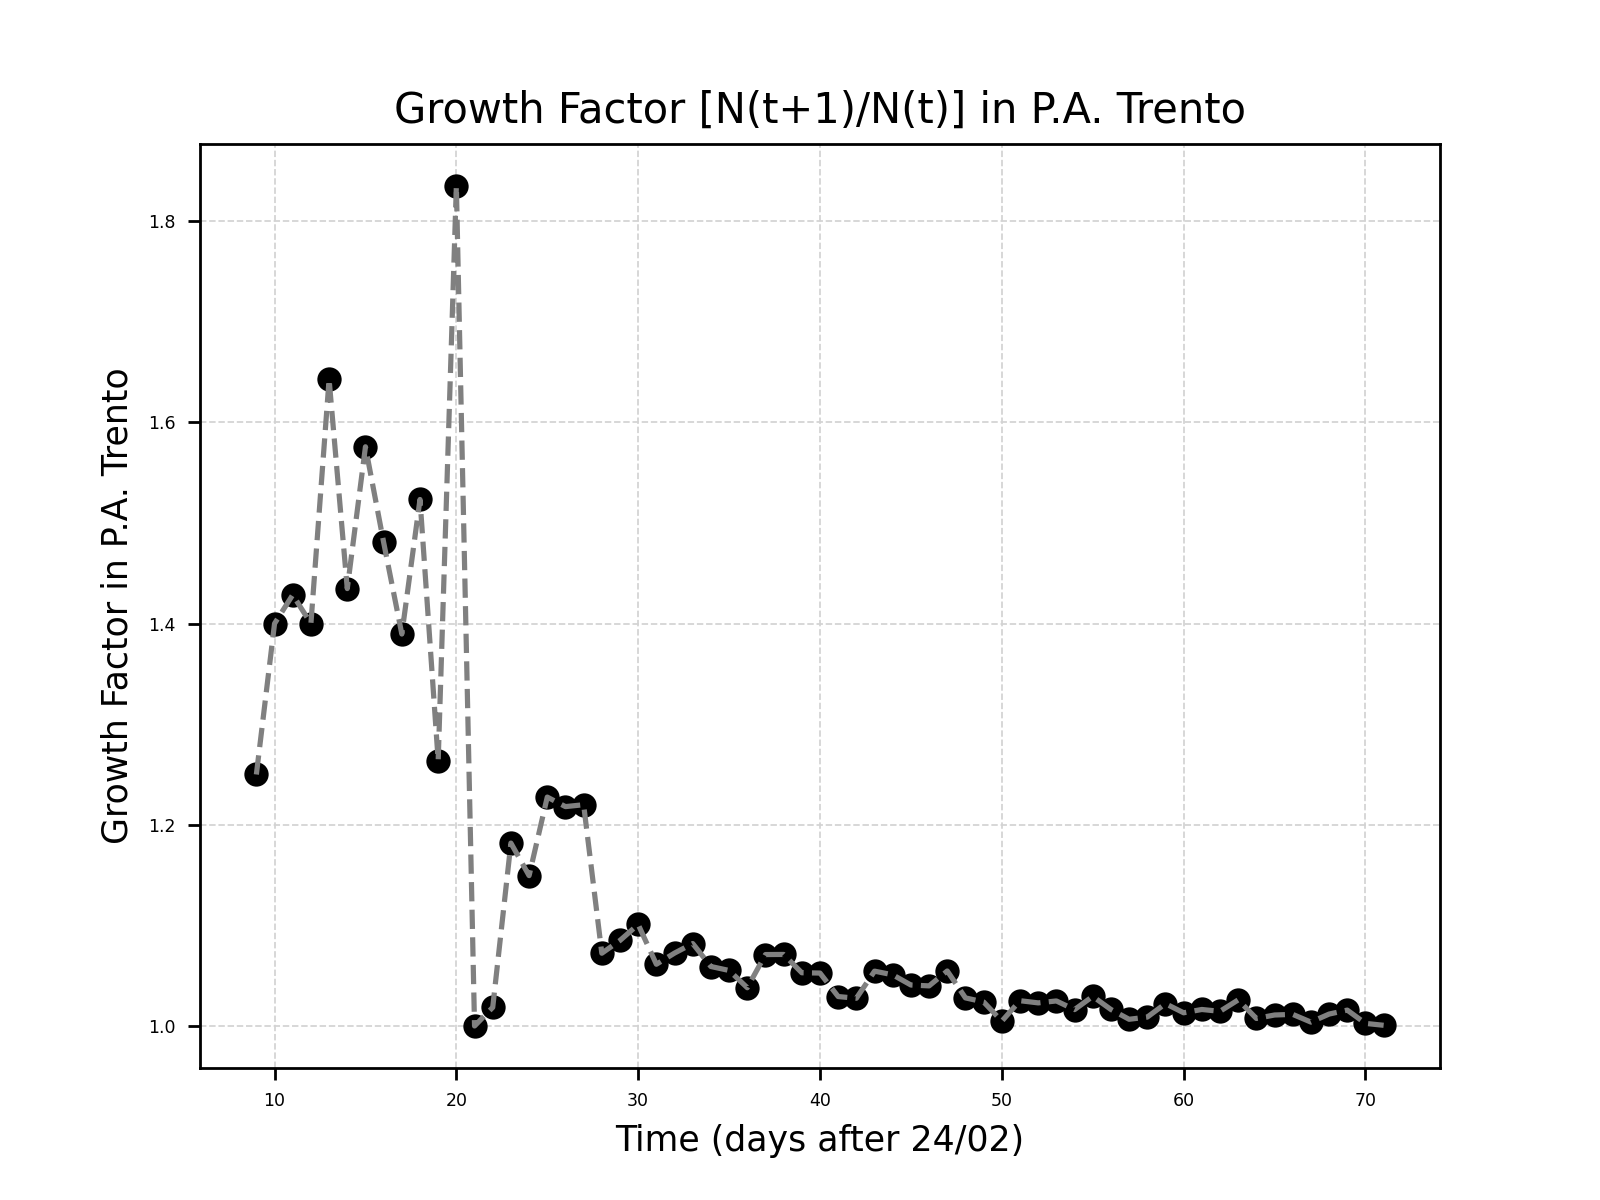 Growth Factor [N(t+1)/N(t)] in P.A. Trento
Growth Factor in P.A. Trento
1.8
1.6
1.4
1.2
1.0
10 20 30 40 50 60 70
Time (days after 24/02)